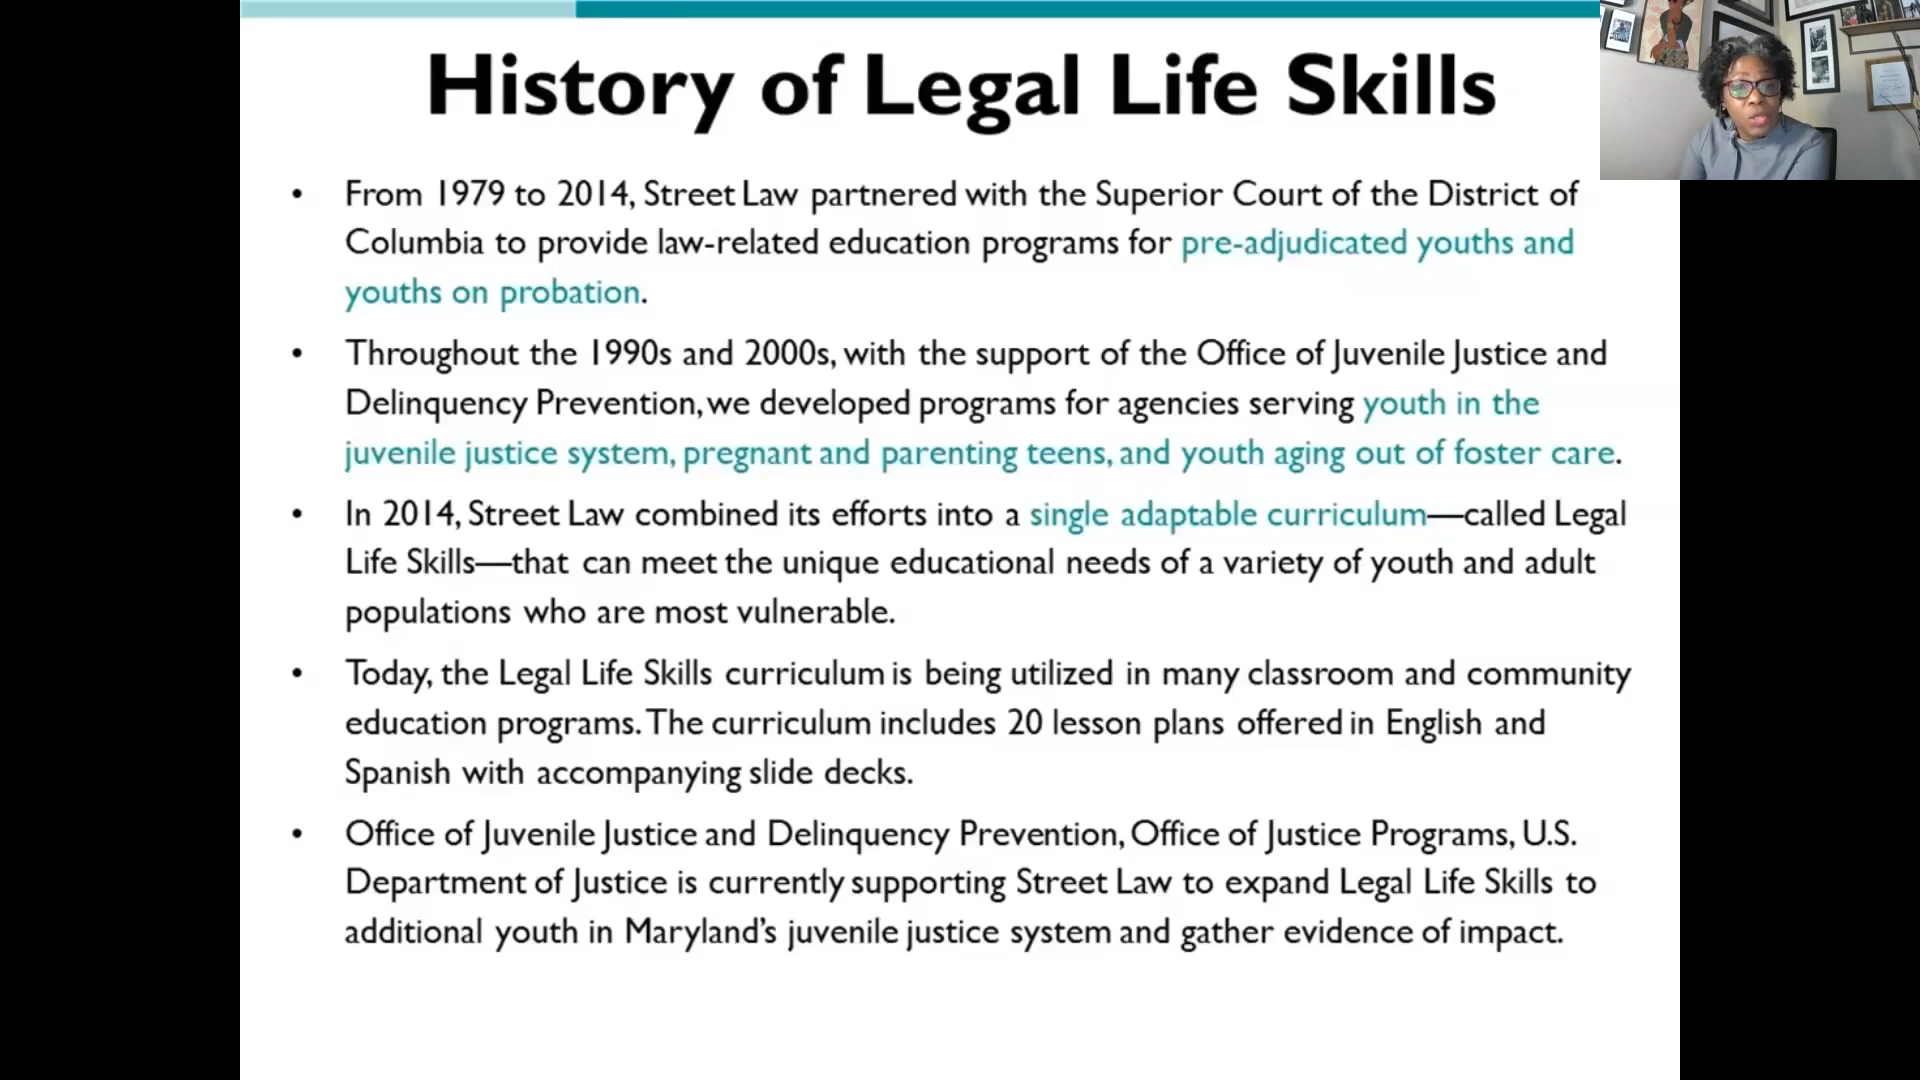 History of Legal Life Skills
• From 1979 to 2014, Street Law partnered with the Superior Court of the District of
Columbia to provide law-related education programs for pre-adjudicated youths and
youths on probation.
• Throughout the 1990s and 2000s, with the support of the Office of Juvenile Justice and
Delinquency Prevention, we developed programs for agencies serving youth in the
juvenile justice system, pregnant and parenting teens, and youth aging out of foster care.
• In 2014, Street Law combined its efforts into a single adaptable curriculum—called Legal
Life Skills—that can meet the unique educational needs of a variety of youth and adult
populations who are most vulnerable.
• Today, the Legal Life Skills curriculum is being utilized in many classroom and community
education programs. The curriculum includes 20 lesson plans offered in English and
Spanish with accompanying slide decks.
• Office of Juvenile Justice and Delinquency Prevention, Office of Justice Programs, U.S.
Department of Justice is currently supporting Street Law to expand Legal Life Skills to
additional youth in Maryland’s juvenile justice system and gather evidence of impact.